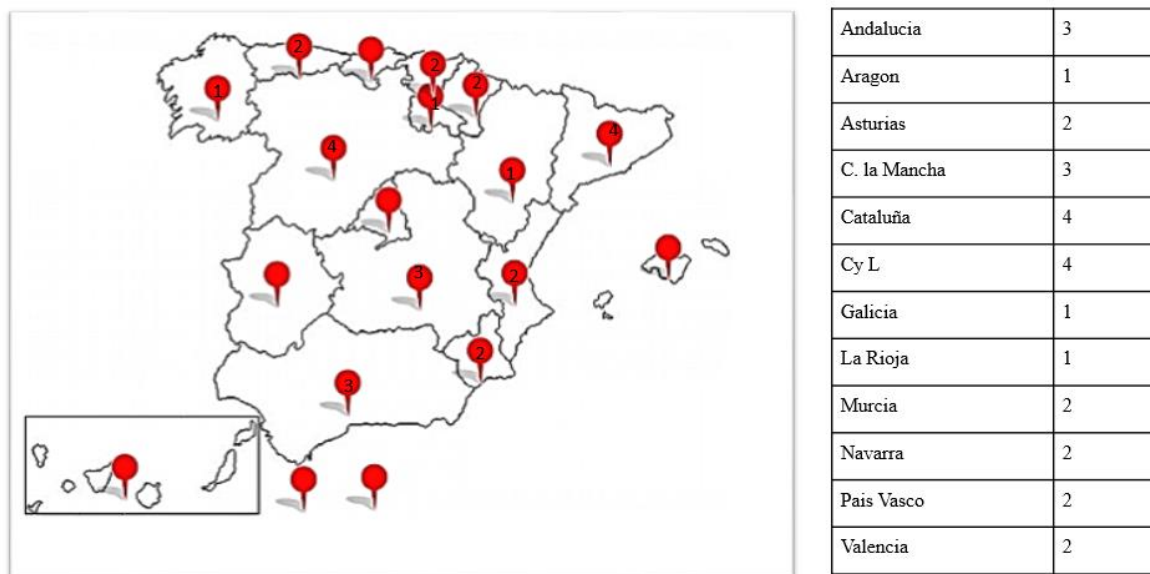 2
2
2
1
1
4
4
1
3
2
2
3
Andalucia 3
Aragon 1
Asturias 2
C. la Mancha 3
Cataluña 4
Cy L 4
Galicia 1
La Rioja 1
Murcia 2
Navarra 2
Pais Vasco 2
Valencia 2